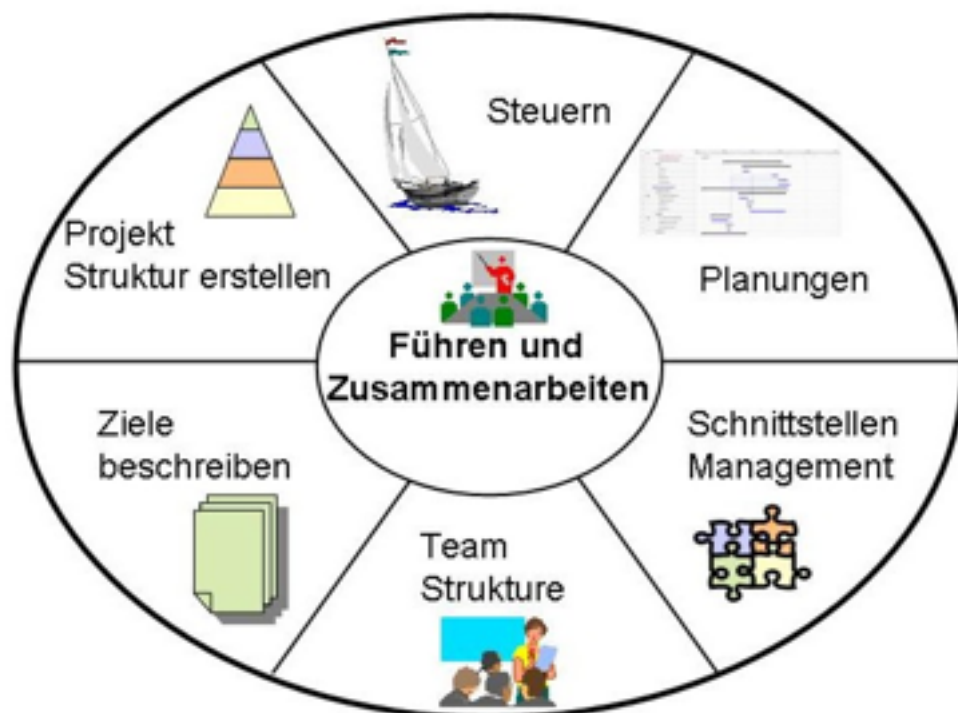 Steuern
Planungen
Projekt
Struktur erstellen
Führen und
Zusammenarbeiten
Ziele
beschreiben
Schnittstellen
Management
Team
Strukture